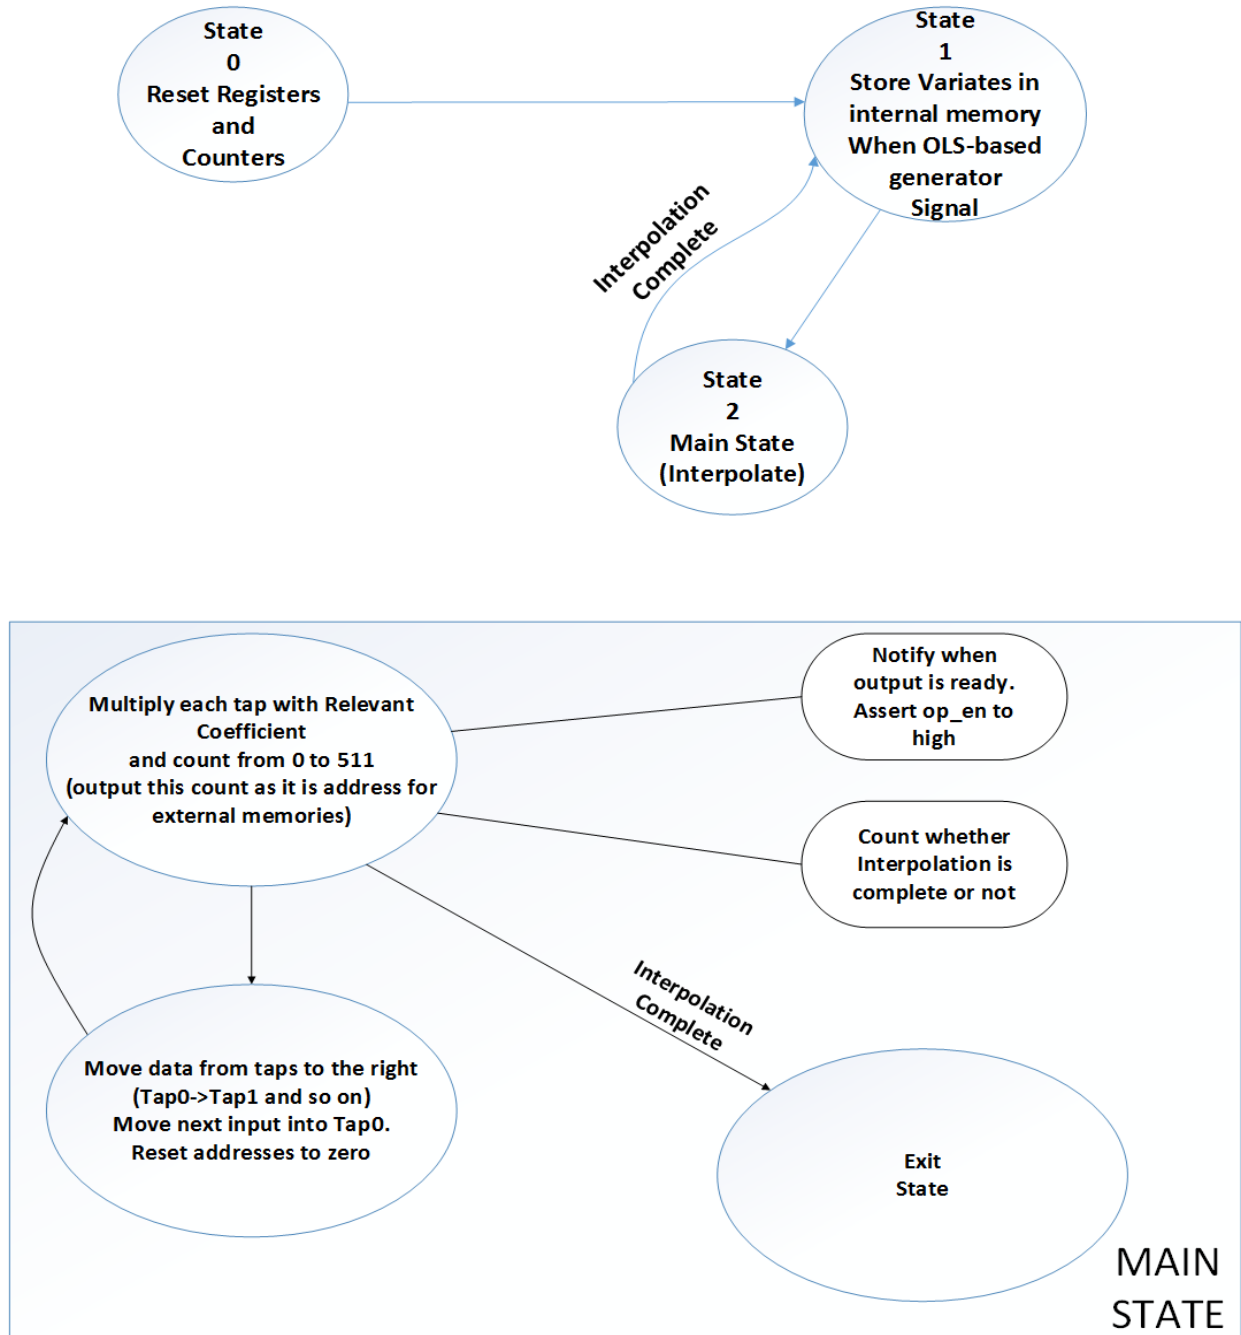 State
0
Reset Registers
and
Counters
State
1
Store Variates in
internal memory
When OLS-based
generator
Signal
Interpolation
Complete
State
2
Main State
(Interpolate)
Multiply each tap with Relevant
Coefficient
and count from 0 to 511
(output this count as it is address for
external memories)
Notify when
output is ready.
Assert op_en to
high
Count whether
Interpolation is
complete or not
Interpolation
Complete
Move data from taps to the right
(Tap0->Tap1 and so on)
Move next input into Tap0.
Reset addresses to zero
Exit
State
MAIN
STATE